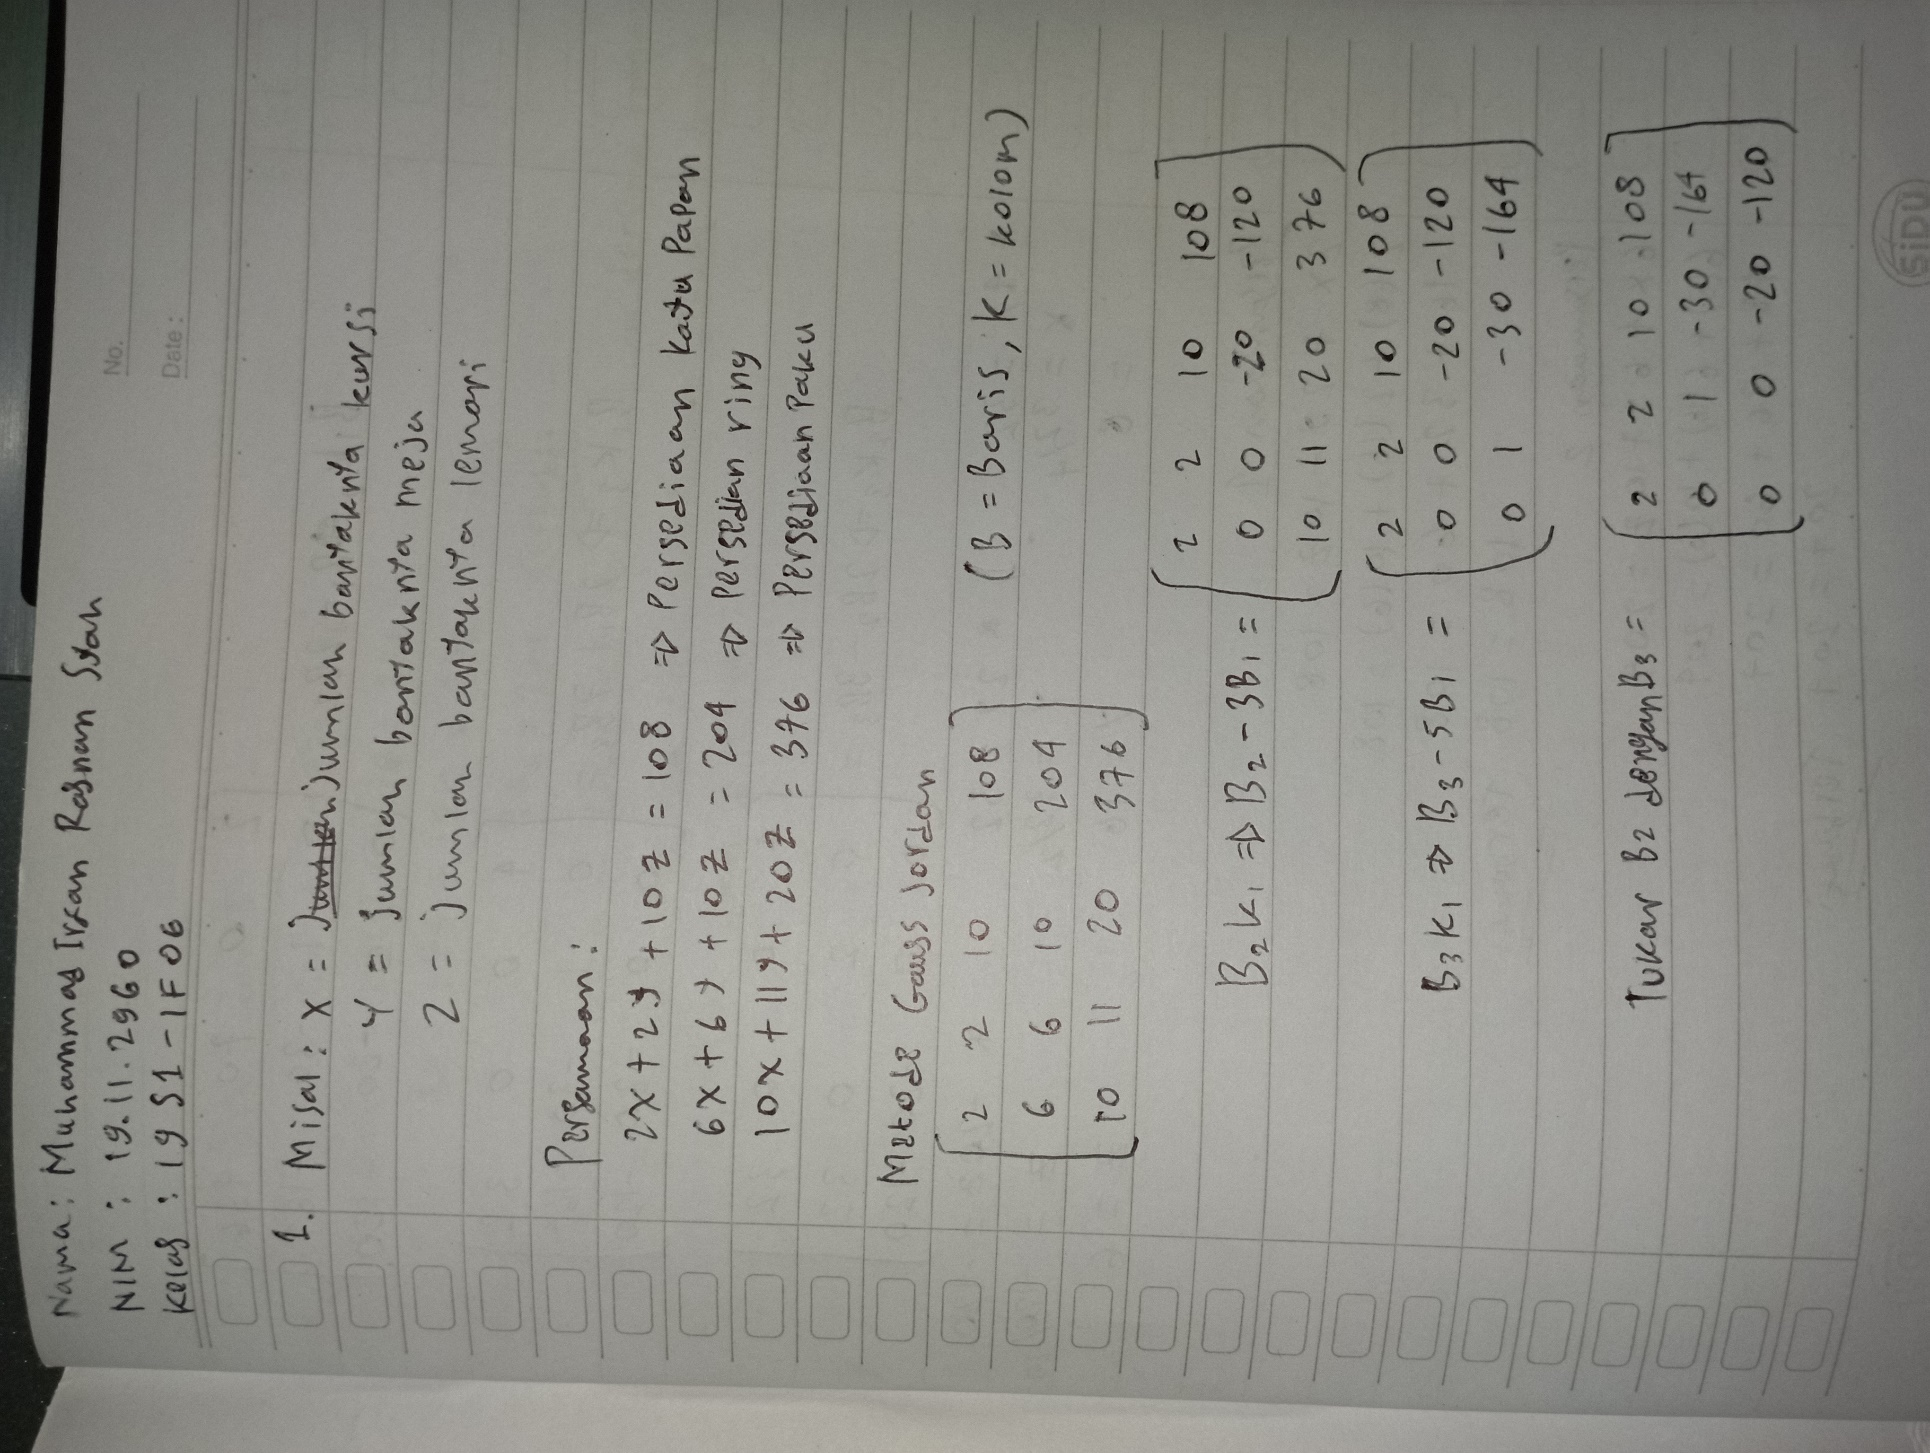 No.
Date:
Nama: Muhammad Irfan Rasman Syah
NIM : 19.11.2960
Kelas : 19 S1-IF06
1. Misal: x = Jumlah banyaknya kursi
y = Jumlah banyaknya meja
z = Jumlah banyaknya lemari
Persamaan:
2x + 2y + 10z = 108 => Persediaan kayu Papan
6x + 6y + 10z = 204 => Persedian ring
10x + 11y + 20z = 376 => Persediaan Paku
Metode Gauss Jordan
2 2 10 108 (B = Baris, K = kolom)
6 6 10 204
10 11 20 376
2 2 10 108
B2K1 => B2 - 3B1 = 0 0 -20 -120
10 11 20 376
2 2 10 108
B3K1 => B3 - 5B1 = 0 0 -20 -120
0 1 -30 -164
Tukar B2 dengan B3 = 2 2 10 108
0 1 -30 -164
0 0 -20 -120
SiDU